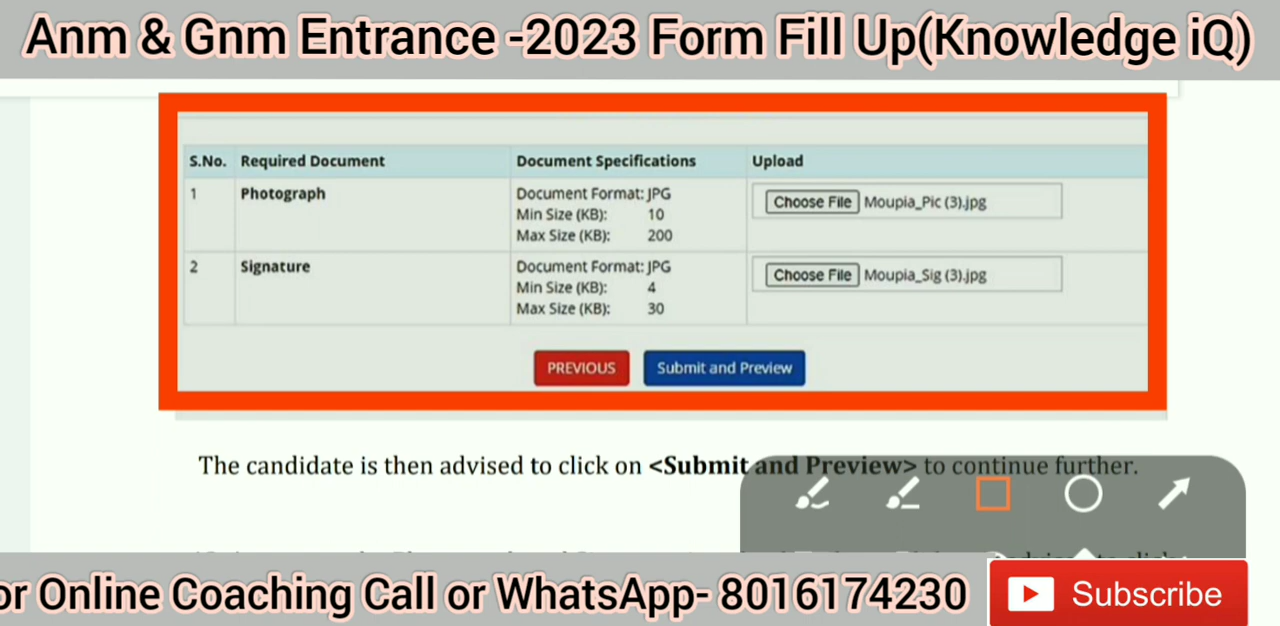 Anm & Gnm Entrance -2023 Form Fill Up(Knowledge iQ)
S.No. Required Document Document Specifications Upload
1 Photograph Document Format: JPG Choose File Moupia_Pic (3).jpg
Min Size (KB): 10
Max Size (KB): 200
2 Signature Document Format: JPG Choose File Moupia_Sig (3).jpg
Min Size (KB): 4
Max Size (KB): 30
PREVIOUS Submit and Preview
The candidate is then advised to click on <Submit and Preview> to continue further.
or Online Coaching Call or WhatsApp- 8016174230
Subscribe